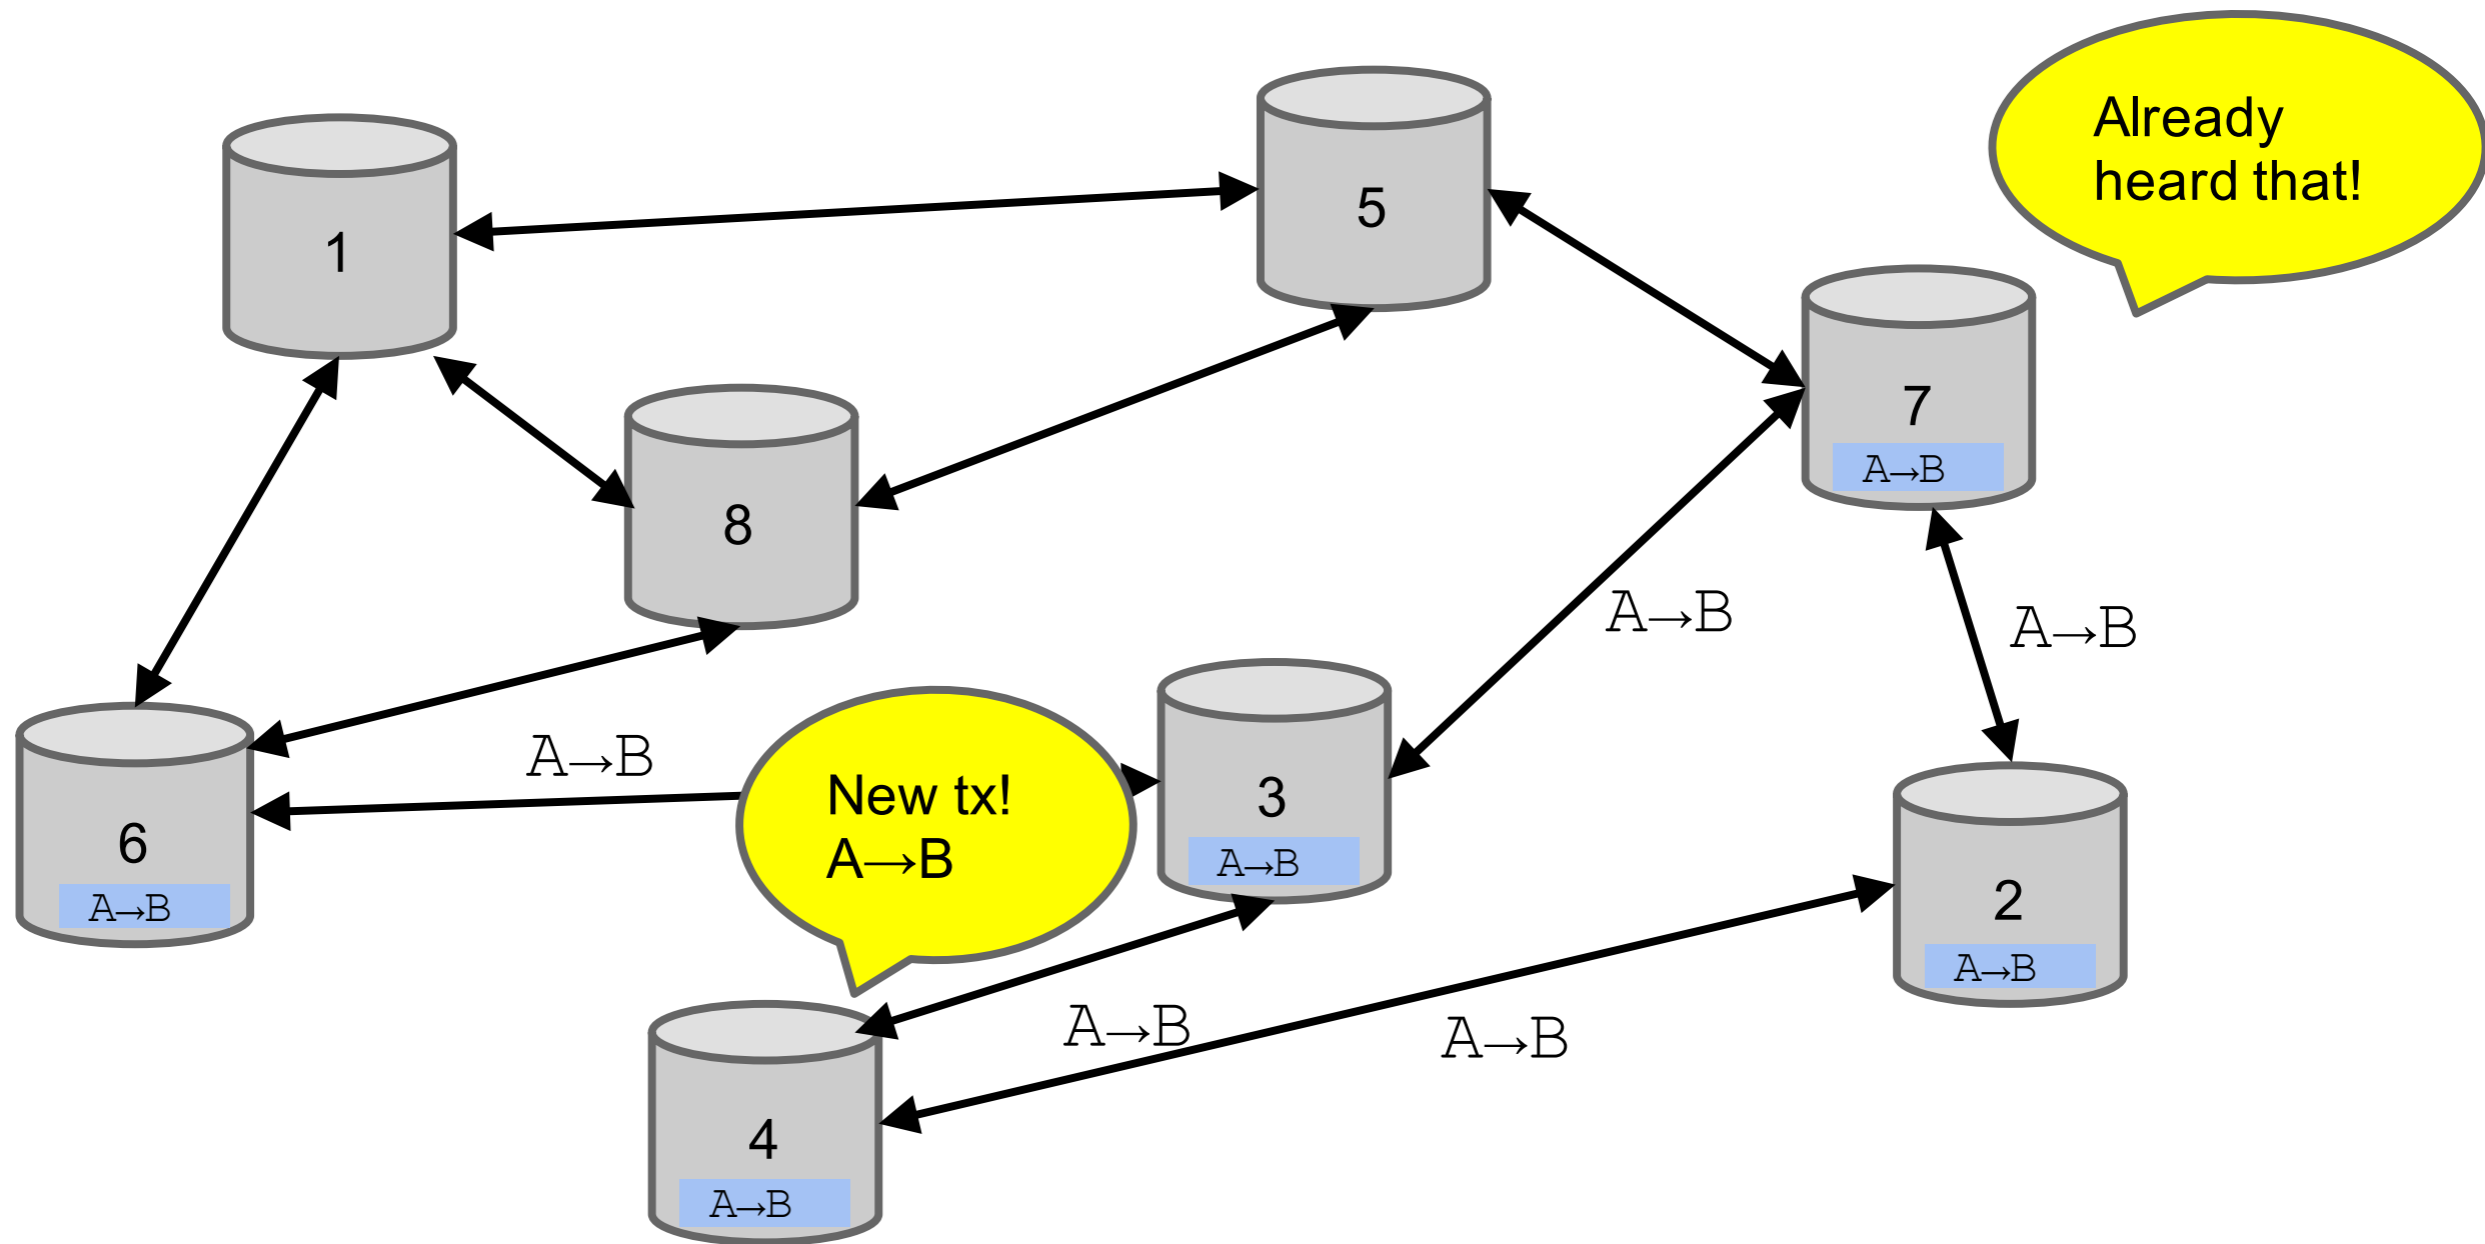 Already
heard that!
5
1
7
A→B
8
A→B
A→B
A→B
New tx!
A→B
3
A→B
6
A→B
2
A→B
A→B
A→B
4
A→B